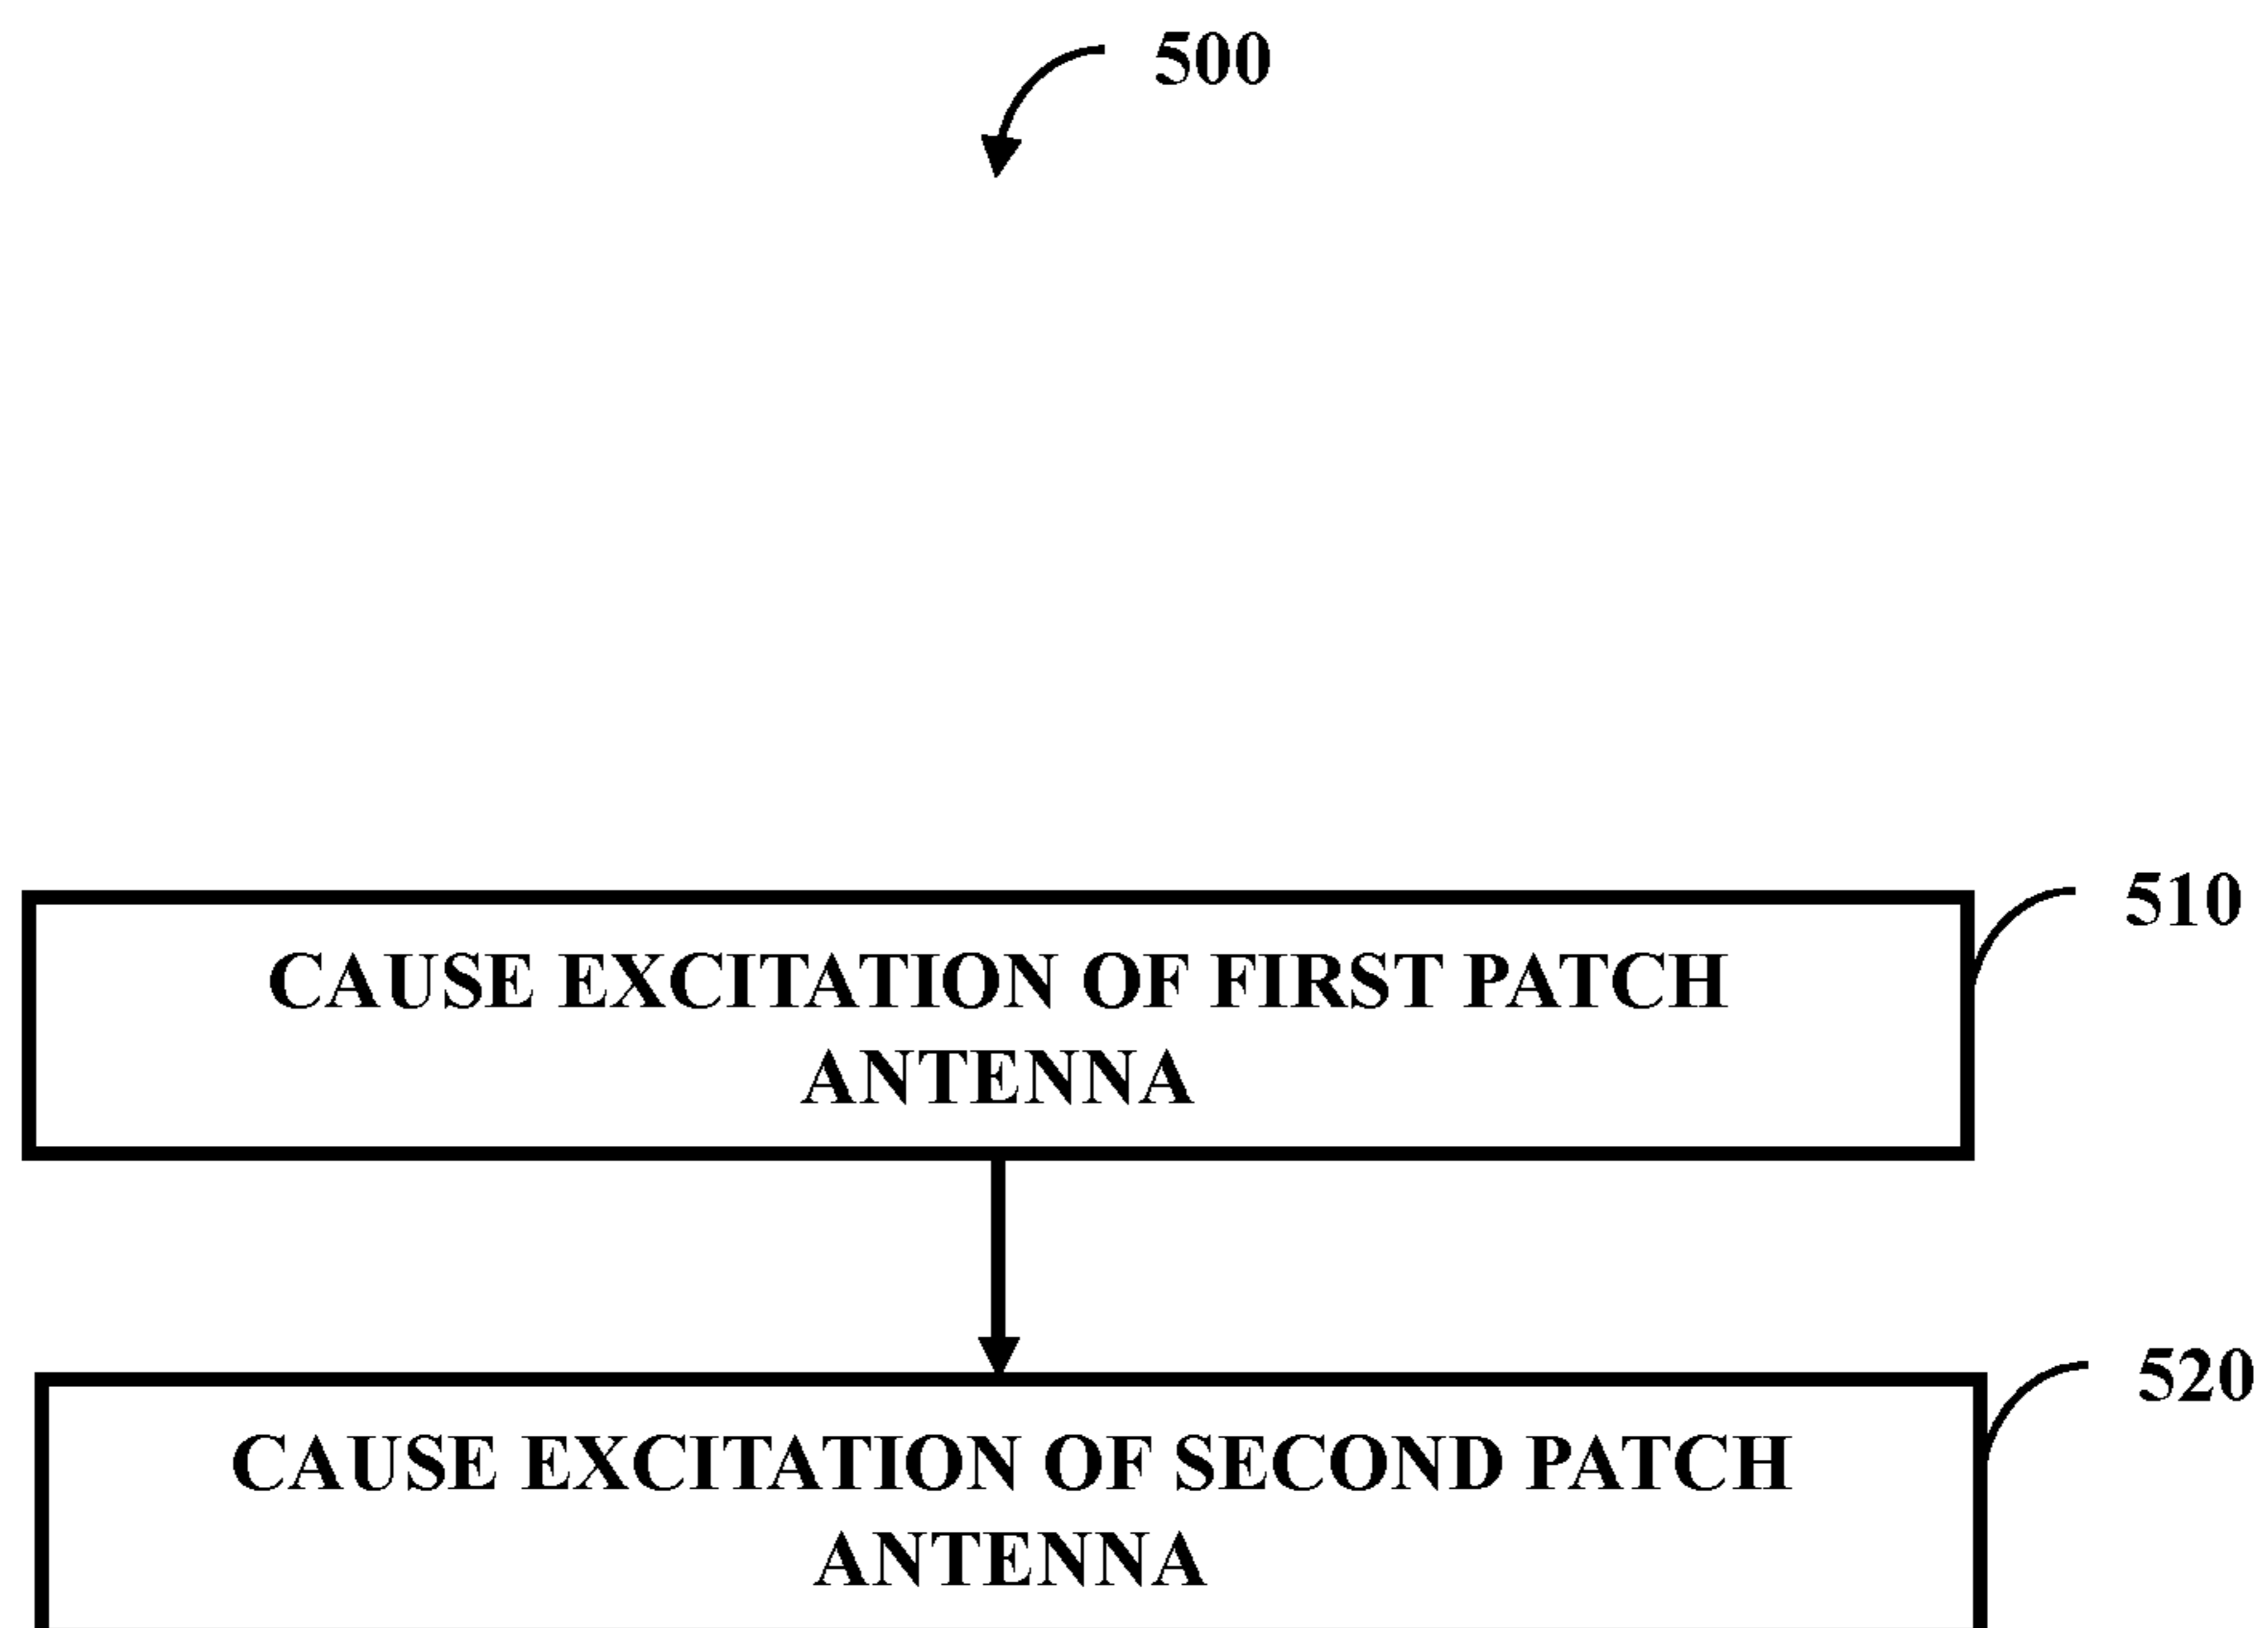 500
510
CAUSE EXCITATION OF FIRST PATCH
ANTENNA
520
CAUSE EXCITATION OF SECOND PATCH
ANTENNA